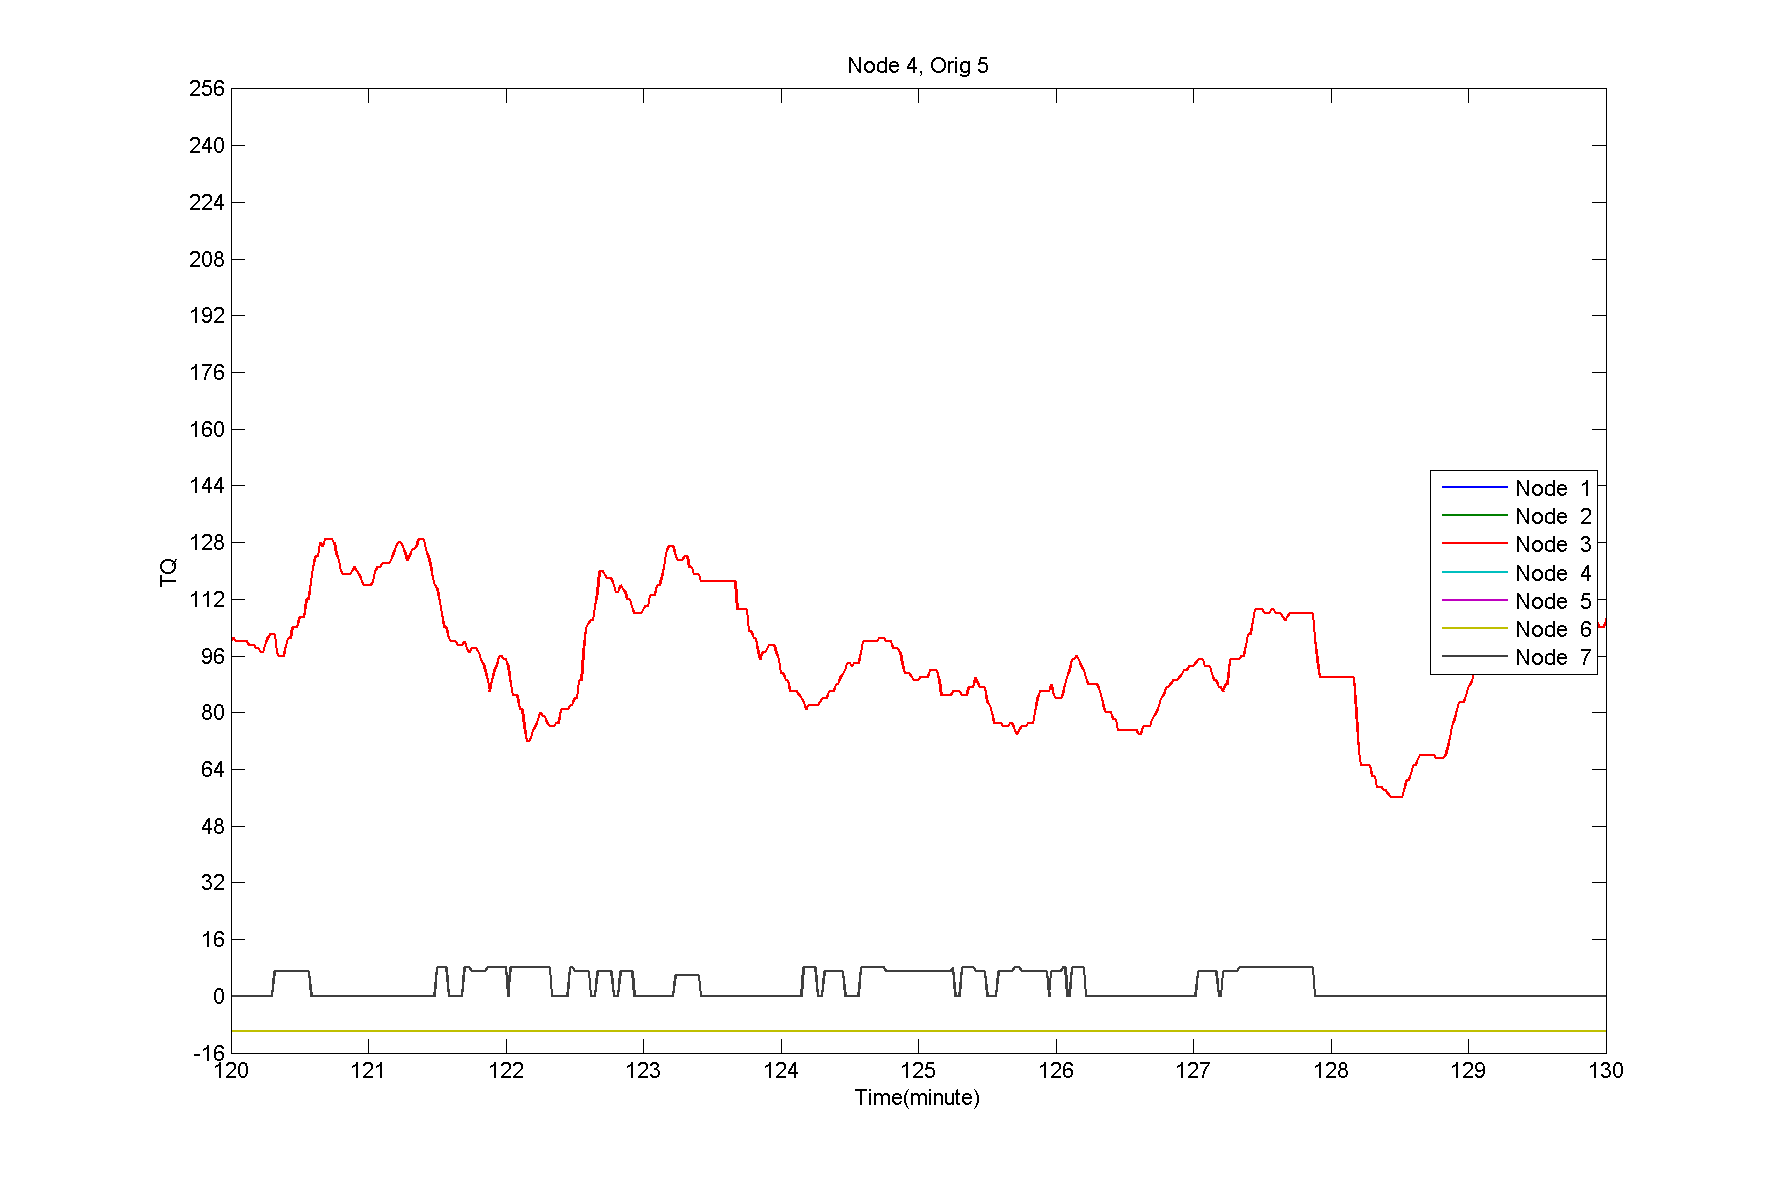 Node 4, Orig 5
256
240
224
208
192
176
160
144
128
112
96
80
64
48
32
16
0
-16
TQ
Node 1
Node 2
Node 3
Node 4
Node 5
Node 6
Node 7
120 121 122 123 124 125 126 127 128 129 130
Time(minute)